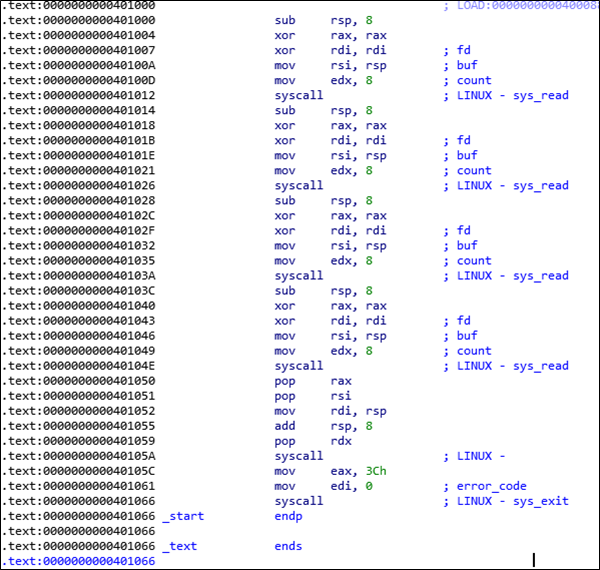 .text:0000000000401000 ; LOAD:000000000040008
.text:0000000000401000 sub rsp, 8
.text:0000000000401004 xor rax, rax
.text:0000000000401007 xor rdi, rdi ; fd
.text:000000000040100A mov rsi, rsp ; buf
.text:000000000040100D mov edx, 8 ; count
.text:0000000000401012 syscall ; LINUX - sys_read
.text:0000000000401014 sub rsp, 8
.text:0000000000401018 xor rax, rax
.text:000000000040101B xor rdi, rdi ; fd
.text:000000000040101E mov rsi, rsp ; buf
.text:0000000000401021 mov edx, 8 ; count
.text:0000000000401026 syscall ; LINUX - sys_read
.text:0000000000401028 sub rsp, 8
.text:000000000040102C xor rax, rax
.text:000000000040102F xor rdi, rdi ; fd
.text:0000000000401032 mov rsi, rsp ; buf
.text:0000000000401035 mov edx, 8 ; count
.text:000000000040103A syscall ; LINUX - sys_read
.text:000000000040103C sub rsp, 8
.text:0000000000401040 xor rax, rax
.text:0000000000401043 xor rdi, rdi ; fd
.text:0000000000401046 mov rsi, rsp ; buf
.text:0000000000401049 mov edx, 8 ; count
.text:000000000040104E syscall ; LINUX - sys_read
.text:0000000000401050 pop rax
.text:0000000000401051 pop rsi
.text:0000000000401052 mov rdi, rsp
.text:0000000000401055 add rsp, 8
.text:0000000000401059 pop rdx
.text:000000000040105A syscall ; LINUX -
.text:000000000040105C mov eax, 3Ch
.text:0000000000401061 mov edi, 0 ; error_code
.text:0000000000401066 syscall ; LINUX - sys_exit
.text:0000000000401066 _start endp
.text:0000000000401066
.text:0000000000401066 _text ends
.text:0000000000401066